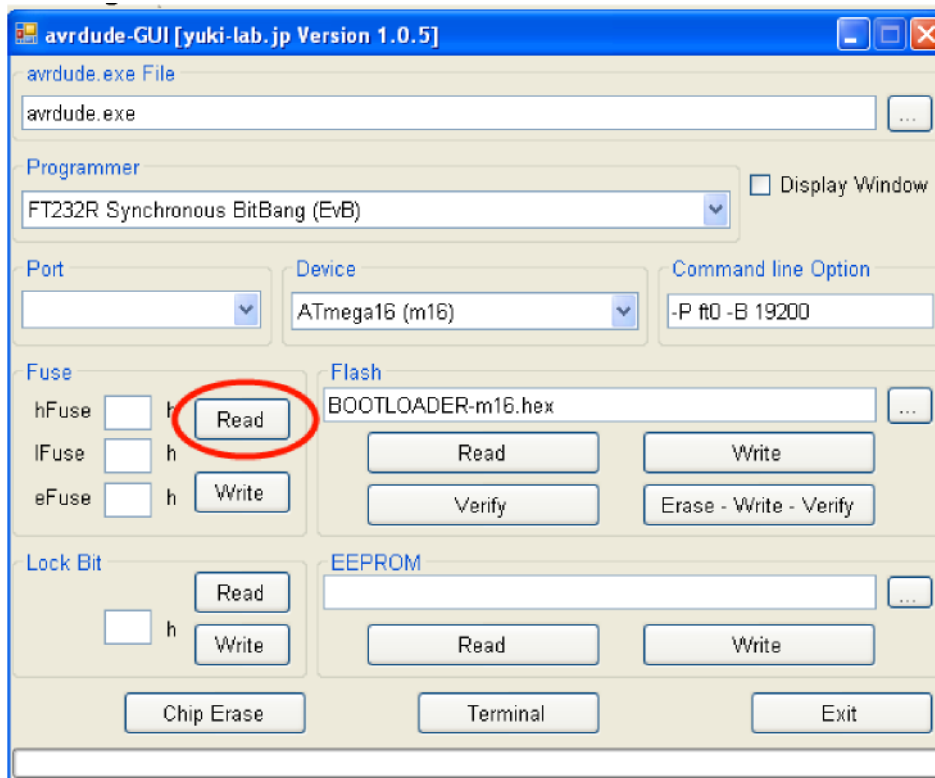 avrdude-GUI [yuki-lab.jp Version 1.0.5]
avrdude.exe File
avrdude.exe
...
Programmer
FT232R Synchronous BitBang (EvB)
Display Window
Port
Device
Command line Option
ATmega16 (m16)
-P ft0 -B 19200
Fuse
hFuse h
Read
lFuse h
eFuse h
Write
Flash
BOOTLOADER-m16.hex
...
Read
Write
Verify
Erase - Write - Verify
Lock Bit
Read
h
Write
EEPROM
...
Read
Write
Chip Erase
Terminal
Exit